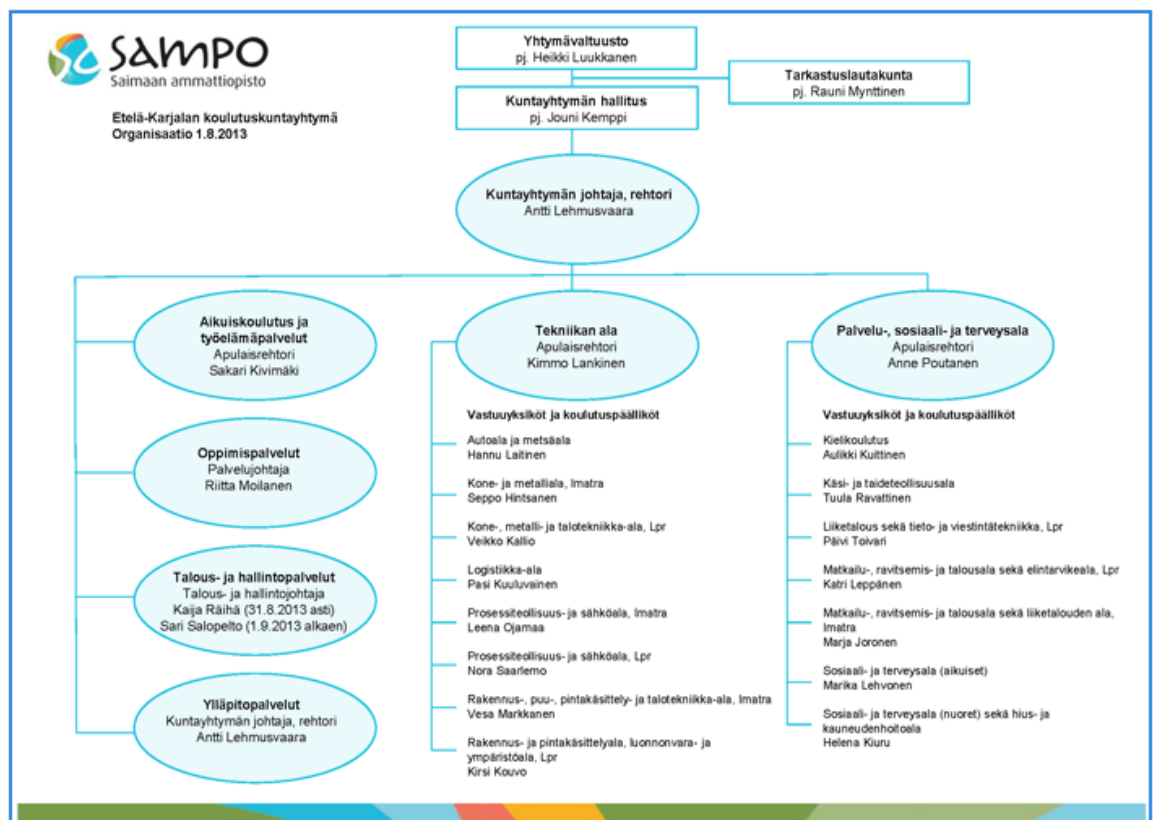 SAMPO
Saimaan ammattiopisto
Etelä-Karjalan koulutuskuntayhtymä
Organisaatio 1.8.2013
Yhtymävaltuusto
pj. Heikki Luukkanen
Tarkastuslautakunta
pj. Rauni Mynttinen
Kuntayhtymän hallitus
pj. Jouni Kemppi
Kuntayhtymän johtaja, rehtori
Antti Lehmusvaara
Aikuiskoulutus ja
työelämäpalvelut
Apulaisrehtori
Sakari Kivimäki
Oppimispalvelut
Palvelujohtaja
Riitta Moilanen
Talous- ja hallintopalvelut
Talous- ja hallintojohtaja
Kaija Räihä (31.8.2013 asti)
Sari Salopelto (1.9.2013 alkaen)
Ylläpitopalvelut
Kuntayhtymän johtaja, rehtori
Antti Lehmusvaara
Tekniikan ala
Apulaisrehtori
Kimmo Lankinen
Vastuuyksiköt ja koulutuspäälliköt
Autoala ja metsäala
Hannu Laitinen
Kone- ja metalliala, Imatra
Seppo Hintsanen
Kone-, metalli- ja talotekniikka-ala, Lpr
Veikko Kallio
Logistiikka-ala
Pasi Kuuluvainen
Prosessiteollisuus- ja sähköala, Imatra
Leena Ojamaa
Prosessiteollisuus- ja sähköala, Lpr
Nora Saarlemo
Rakennus-, puu-, pintakäsittely- ja talotekniikka-ala, Imatra
Vesa Markkanen
Rakennus- ja pintakäsittelyala, luonnonvara- ja
ympäristöala, Lpr
Kirsi Kouvo
Palvelu-, sosiaali- ja terveysala
Apulaisrehtori
Anne Poutanen
Vastuuyksiköt ja koulutuspäälliköt
Kielikoulutus
Aulikki Kuittinen
Käsi- ja taideteollisuusala
Tuula Ravattinen
Liiketalous sekä tieto- ja viestintätekniikka, Lpr
Päivi Toivari
Matkailu-, ravitsemis- ja talousala sekä elintarvikeala, Lpr
Katri Leppänen
Matkailu-, ravitsemis- ja talousala sekä liiketalouden ala,
Imatra
Marja Joronen
Sosiaali- ja terveysala (aikuiset)
Marika Lehvonen
Sosiaali- ja terveysala (nuoret) sekä hius- ja
kauneudenhoitoala
Helena Kiuru